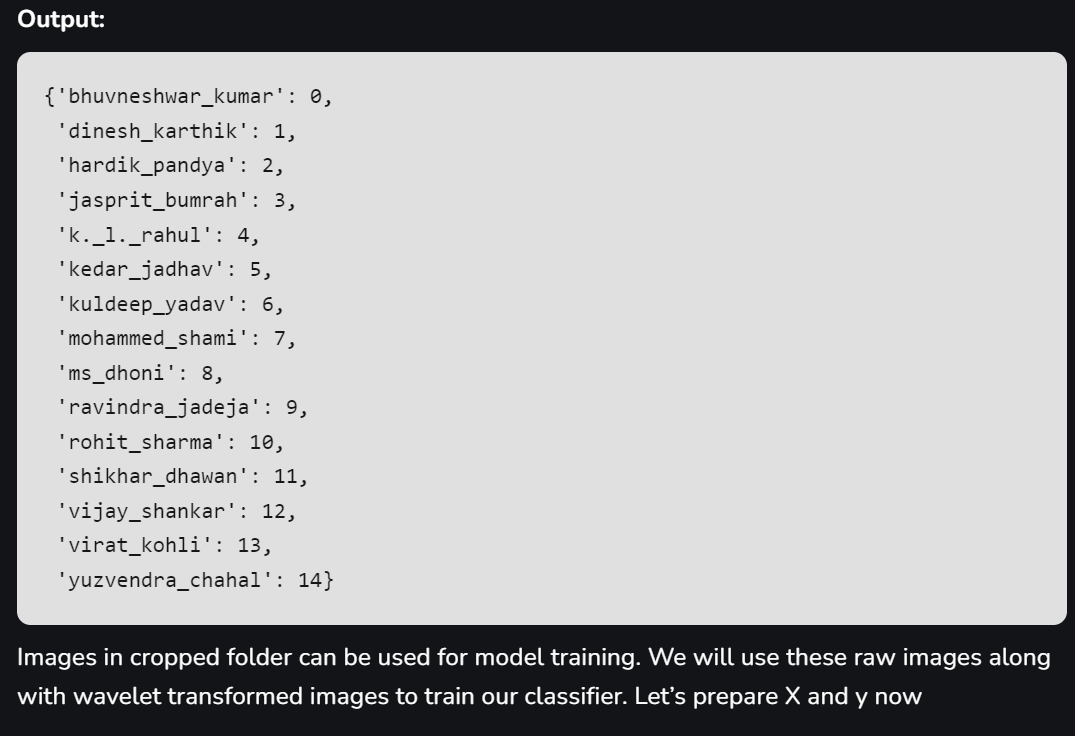 Output:
{'bhuvneshwar_kumar': 0,
 'dinesh_karthik': 1,
 'hardik_pandya': 2,
 'jasprit_bumrah': 3,
 'k._l._rahul': 4,
 'kedar_jadhav': 5,
 'kuldeep_yadav': 6,
 'mohammed_shami': 7,
 'ms_dhoni': 8,
 'ravindra_jadeja': 9,
 'rohit_sharma': 10,
 'shikhar_dhawan': 11,
 'vijay_shankar': 12,
 'virat_kohli': 13,
 'yuzvendra_chahal': 14}
Images in cropped folder can be used for model training. We will use these raw images along
with wavelet transformed images to train our classifier. Let’s prepare X and y now